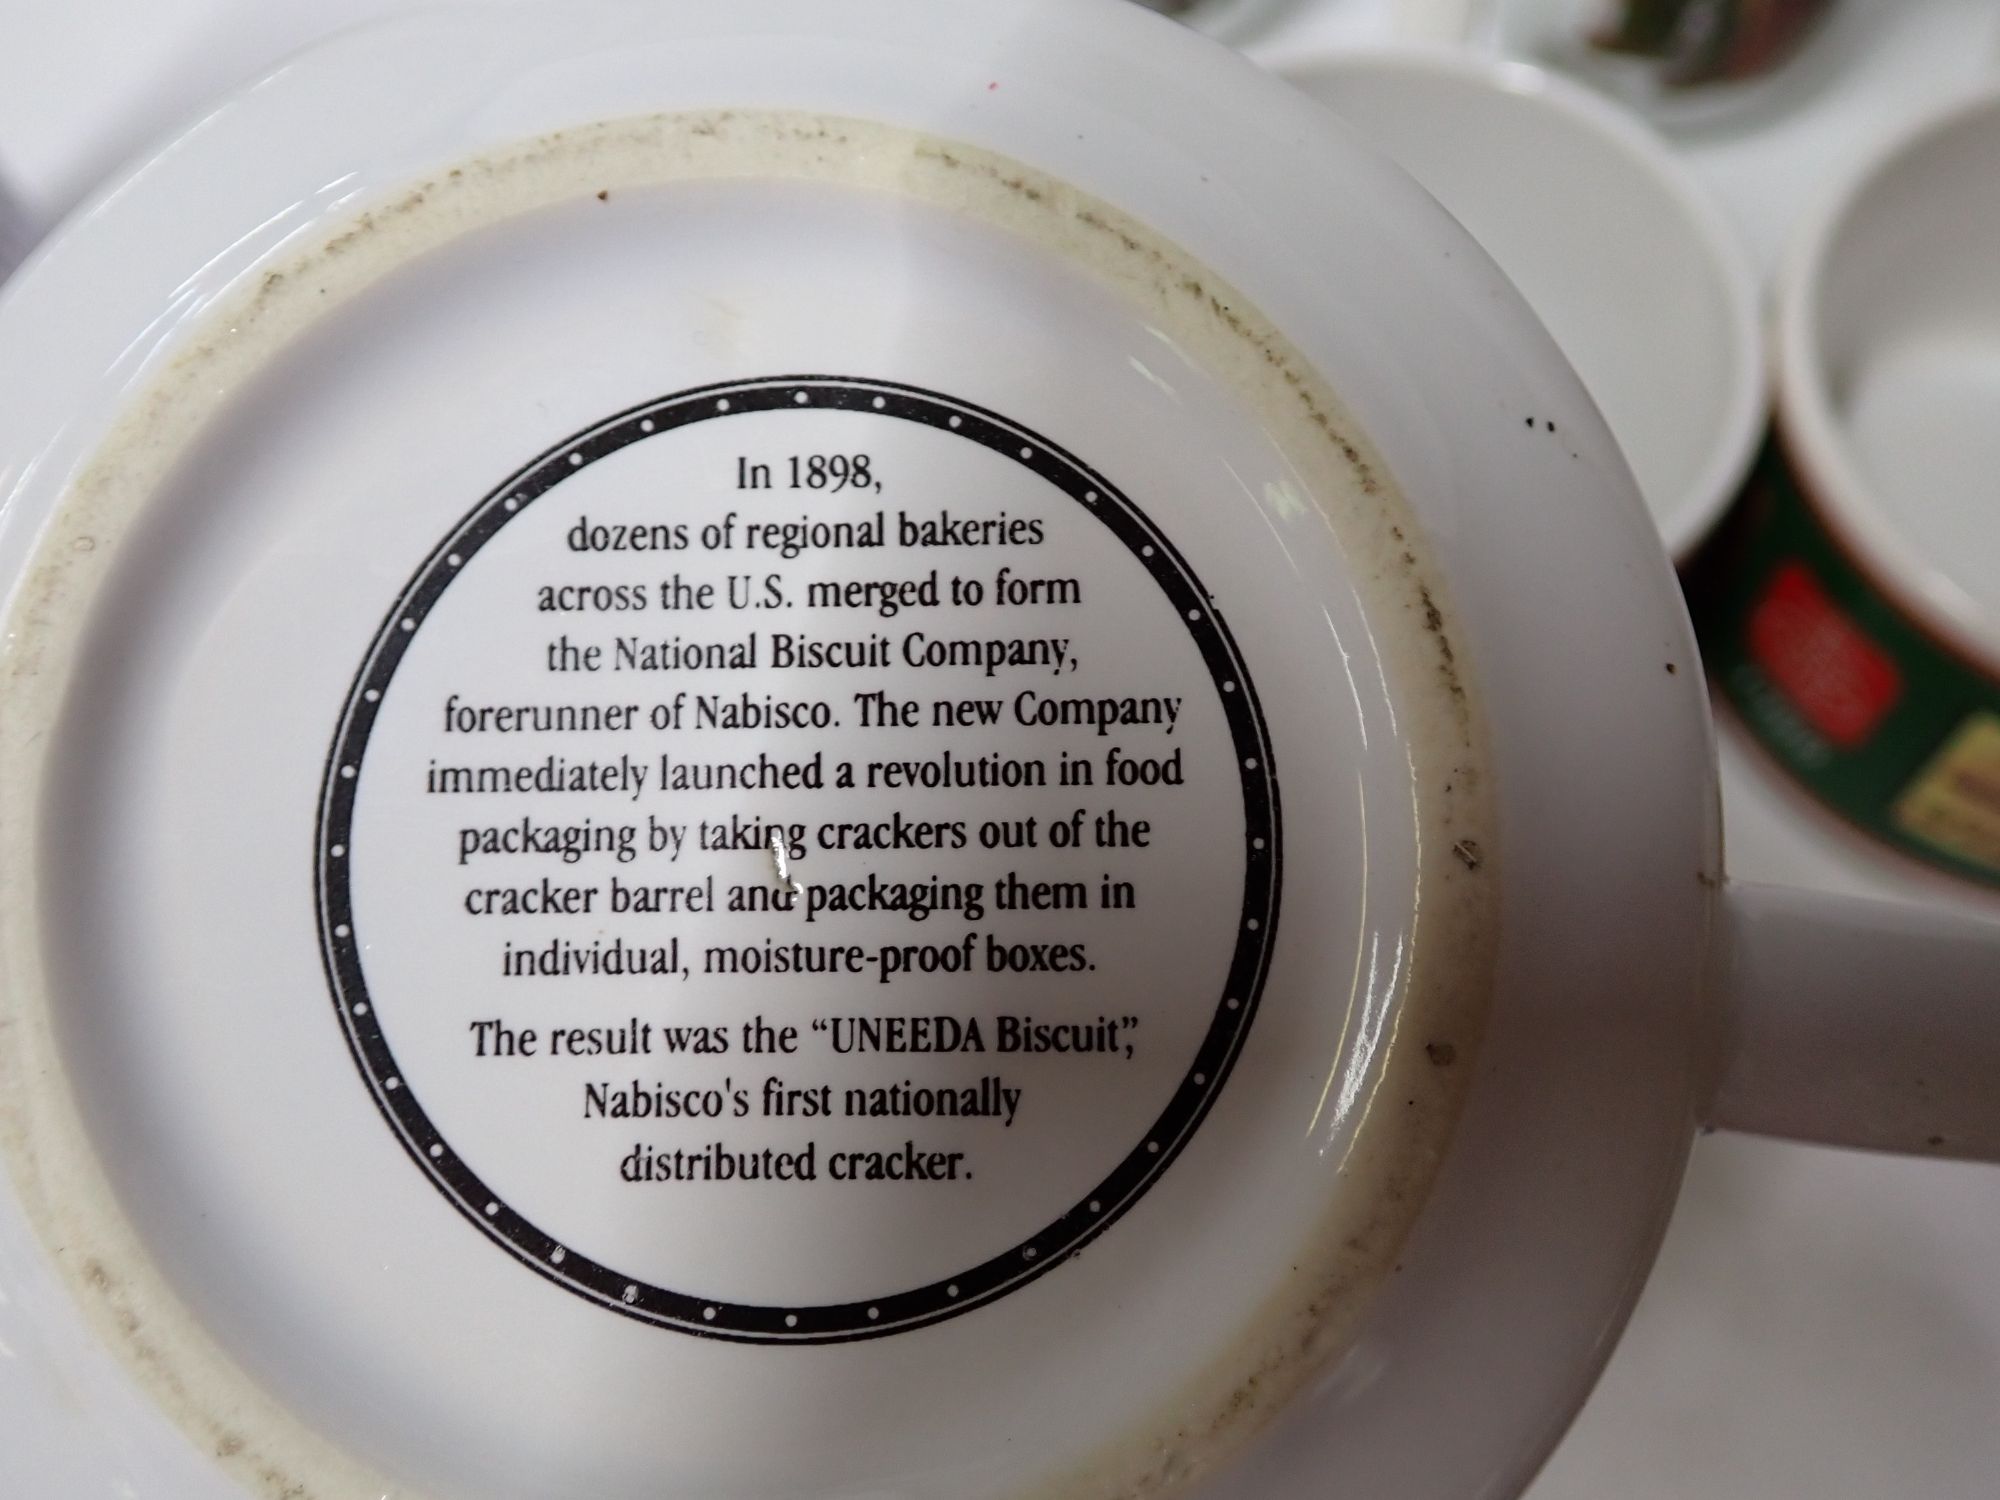 In 1898,
dozens of regional bakeries
across the U.S. merged to form
the National Biscuit Company,
forerunner of Nabisco. The new Company
immediately launched a revolution in food
packaging by taking crackers out of the
cracker barrel and packaging them in
individual, moisture-proof boxes.
The result was the “UNEEDA Biscuit”,
Nabisco's first nationally
distributed cracker.